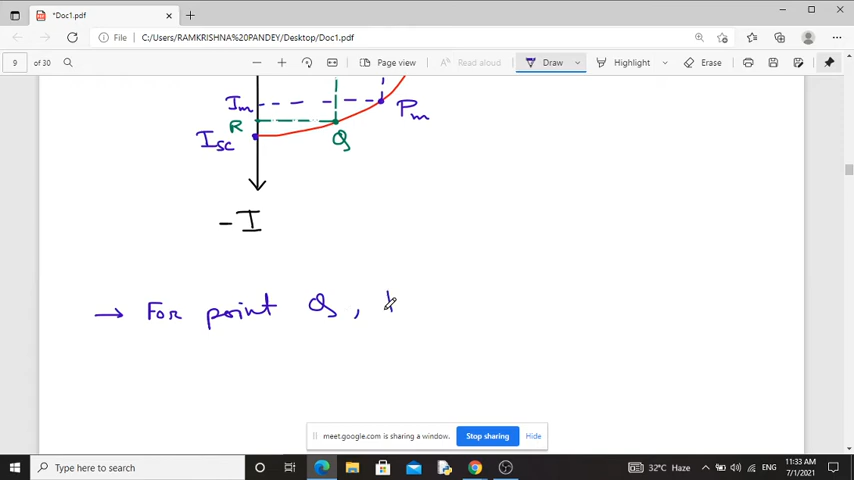 *Doc1.pdf
File
C:/Users/RAMKRISHNA%20PANDEY/Desktop/Doc1.pdf
9 of 30
Page view
Read aloud
Draw
Highlight
Erase
Im
Pm
R
Isc
Q
-I
→ For point Q,
meet.google.com is sharing a window.
Stop sharing
Hide
Type here to search
32°C Haze
ENG
11:33 AM
7/1/2021